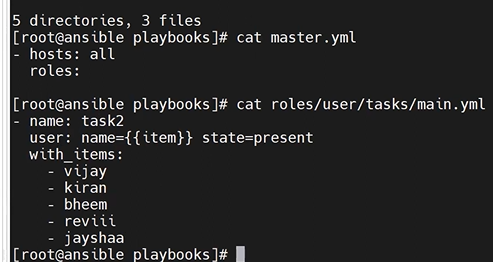 5 directories, 3 files
[root@ansible playbooks]# cat master.yml
- hosts: all
  roles:
[root@ansible playbooks]# cat roles/user/tasks/main.yml
- name: task2
  user: name={{item}} state=present
  with_items:
    - vijay
    - kiran
    - bheem
    - reviii
    - jayshaa
[root@ansible playbooks]#